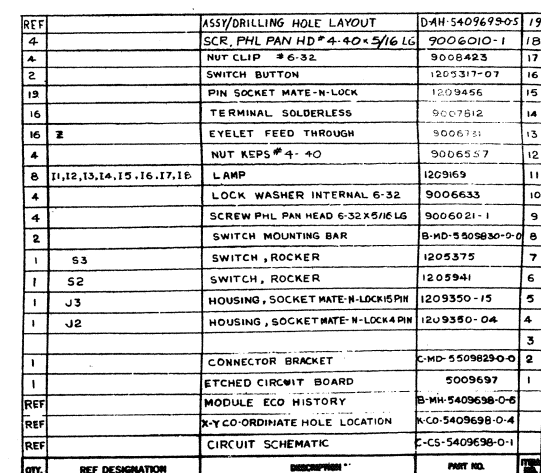 REF ASSY/DRILLING HOLE LAYOUT D-AH-5409699-0-5 19
4 SCR, PHL PAN HD #4-40 x 5/16 LG 9006010-1 18
4 NUT CLIP #6-32 9008423 17
2 SWITCH BUTTON 1205317-07 16
19 PIN SOCKET MATE-N-LOCK 1209456 15
16 TERMINAL SOLDERLESS 9007812 14
16 Z EYELET FEED THROUGH 9006731 13
4 NUT KEPS #4-40 9006557 12
8 I1,I2,I3,I4,I5,I6,I7,I8 LAMP 1209169 11
4 LOCK WASHER INTERNAL 6-32 9006633 10
4 SCREW PHL PAN HEAD 6-32 X 5/16 LG 9006021-1 9
2 SWITCH MOUNTING BAR B-MD-5509830-0-0 8
1 S3 SWITCH, ROCKER 1205375 7
1 S2 SWITCH, ROCKER 1205941 6
1 J3 HOUSING, SOCKET MATE-N-LOCK 15 PIN 1209350-15 5
1 J2 HOUSING, SOCKET MATE-N-LOCK 4 PIN 1209350-04 4
3
1 CONNECTOR BRACKET C-MD-5509829-0-0 2
1 ETCHED CIRCUIT BOARD 5009697 1
REF MODULE ECO HISTORY B-MH-5409698-0-6
REF X-Y CO-ORDINATE HOLE LOCATION K-CO-5409698-0-4
REF CIRCUIT SCHEMATIC C-CS-5409698-0-1
QTY. REF DESIGNATION DESCRIPTION PART NO. ITEM